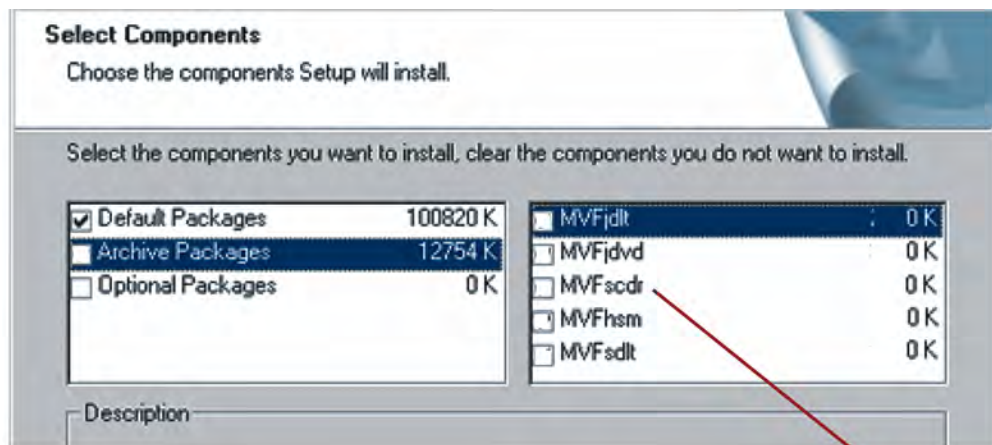 Select Components
Choose the components Setup will install.
Select the components you want to install, clear the components you do not want to install.
Default Packages 100820 K
Archive Packages 12754 K
Optional Packages 0 K
MVFjdlt 0 K
MVFjdvd 0 K
MVFscdr 0 K
MVFhsm 0 K
MVFsdlt 0 K
Description